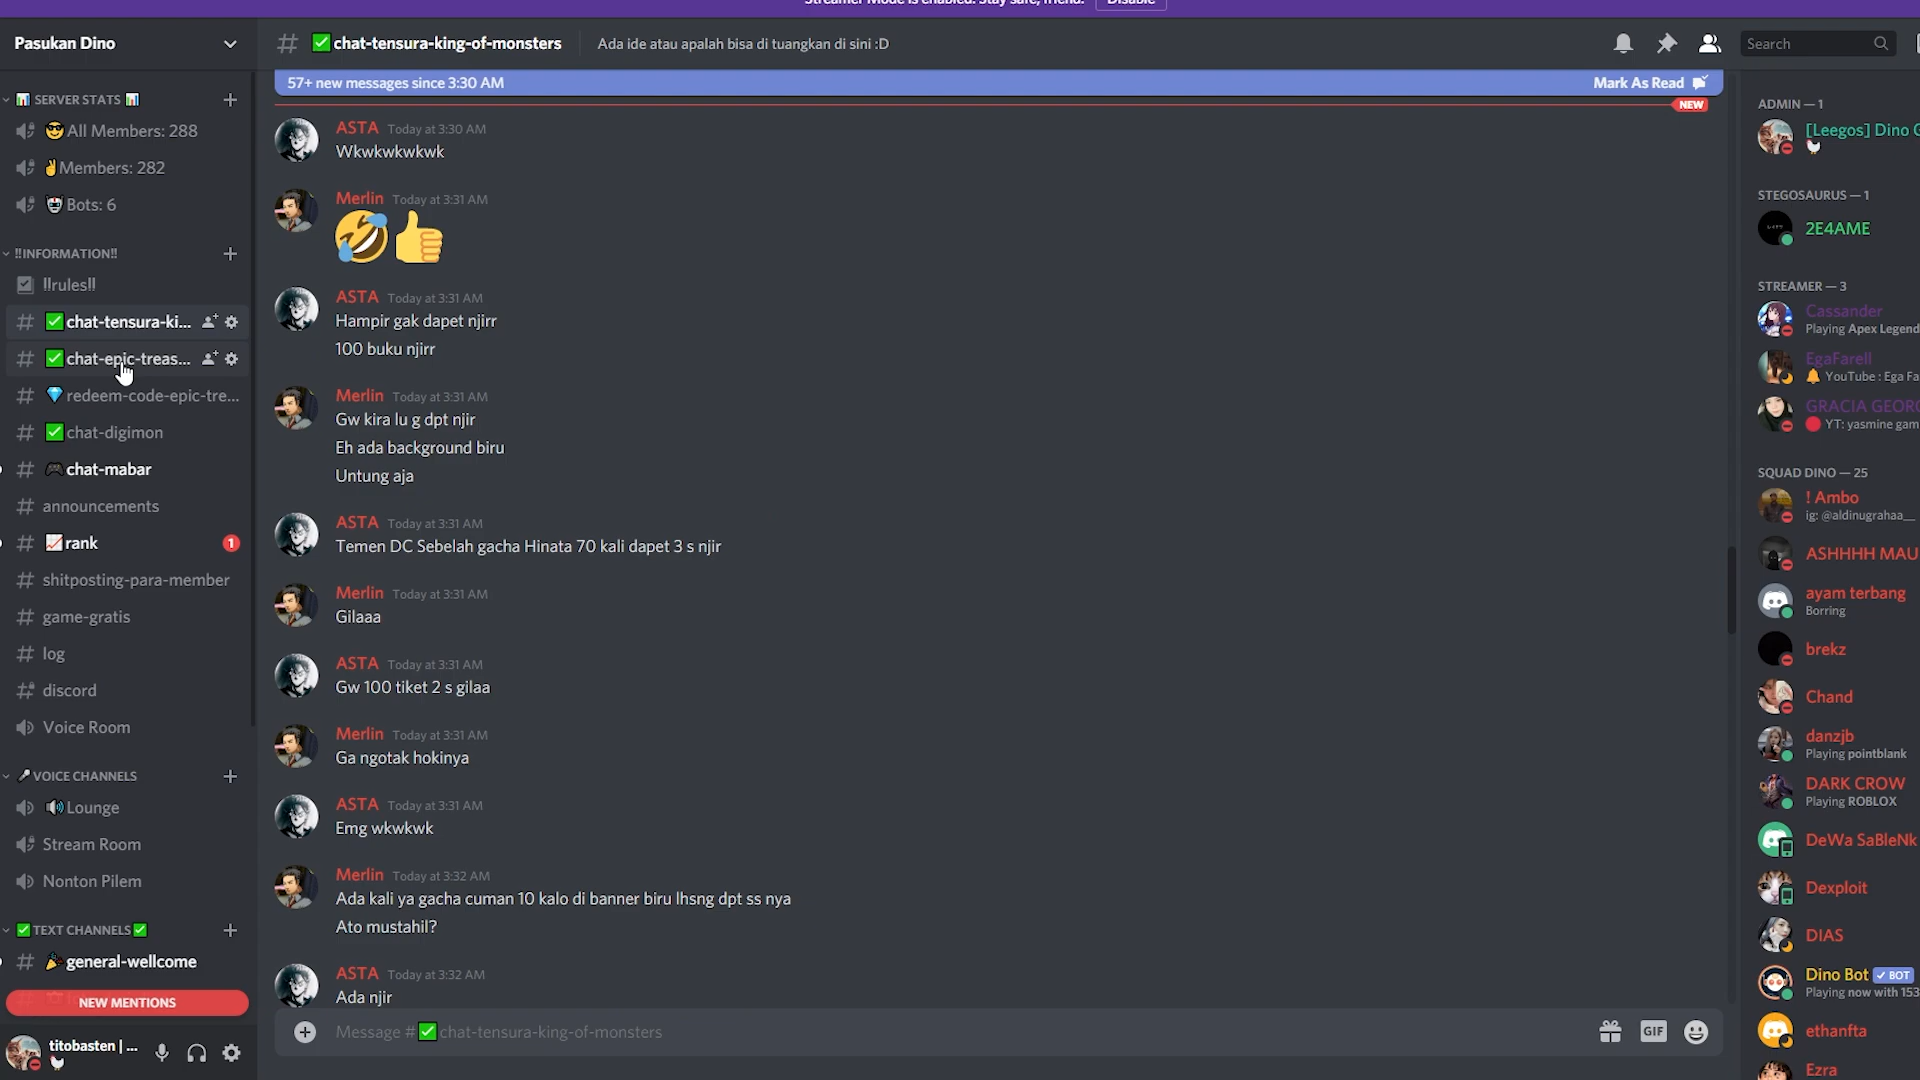 Streamer Mode is enabled. Stay safe, friend. Disable
Pasukan Dino
SERVER STATS
All Members: 288
Members: 282
Bots: 6
!!INFORMATION!!
!!rules!!
chat-tensura-ki...
chat-epic-treas...
redeem-code-epic-tre...
chat-digimon
chat-mabar
announcements
rank 1
shitposting-para-member
game-gratis
log
discord
Voice Room
VOICE CHANNELS
Lounge
Stream Room
Nonton Pilem
TEXT CHANNELS
general-wellcome
NEW MENTIONS
titobasten | ...
chat-tensura-king-of-monsters
Ada ide atau apalah bisa di tuangkan di sini :D
Search
57+ new messages since 3:30 AM
Mark As Read
NEW
ASTA Today at 3:30 AM
Wkwkwkwkwk
Merlin Today at 3:31 AM
ASTA Today at 3:31 AM
Hampir gak dapet njirr
100 buku njirr
Merlin Today at 3:31 AM
Gw kira lu g dpt njir
Eh ada background biru
Untung aja
ASTA Today at 3:31 AM
Temen DC Sebelah gacha Hinata 70 kali dapet 3 s njir
Merlin Today at 3:31 AM
Gilaaa
ASTA Today at 3:31 AM
Gw 100 tiket 2 s gilaa
Merlin Today at 3:31 AM
Ga ngotak hokinya
ASTA Today at 3:31 AM
Emg wkwkwk
Merlin Today at 3:32 AM
Ada kali ya gacha cuman 10 kalo di banner biru lhsng dpt ss nya
Ato mustahil?
ASTA Today at 3:32 AM
Ada njir
Message # chat-tensura-king-of-monsters
GIF
ADMIN — 1
[Leegos] Dino G
STEGOSAURUS — 1
2E4AME
STREAMER — 3
Cassander
Playing Apex Legend
EgaFarell
YouTube : Ega Fa
GRACIA GEORG
YT: yasmine gam
SQUAD DINO — 25
! Ambo
ig: @aldinugrahaa__
ASHHHH MAU
ayam terbang
Borring
brekz
Chand
danzjb
Playing pointblank
DARK CROW
Playing ROBLOX
DeWa SaBleNk
Dexploit
DIAS
Dino Bot BOT
Playing now with 153
ethanfta
Ezra